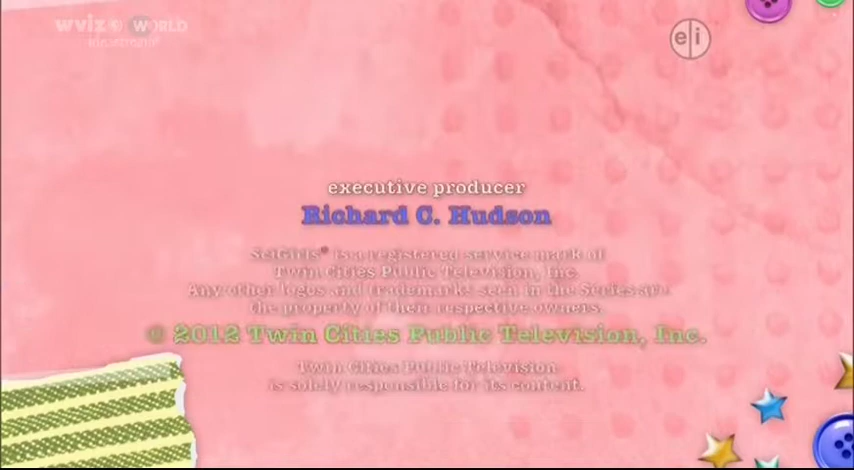 wviz WORLD
e i
executive producer
Richard C. Hudson
SciGirls® is a registered service mark of
Twin Cities Public Television, Inc.
Any other logos and trademarks seen in the Series are
the property of their respective owners.
© 2012 Twin Cities Public Television, Inc.
Twin Cities Public Television
is solely responsible for its content.